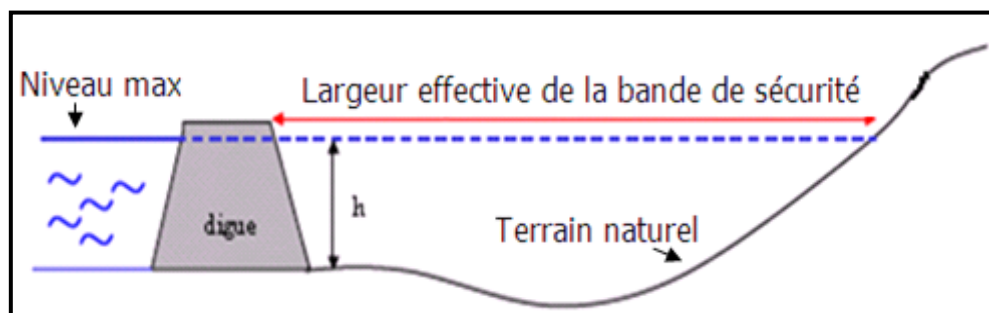 Niveau max
Largeur effective de la bande de sécurité
h
digue
Terrain naturel